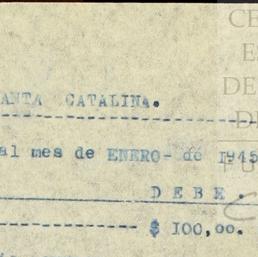 ANTA CATALINA.
al mes de ENERO- de 1945
DEBE.
$ 100,00.